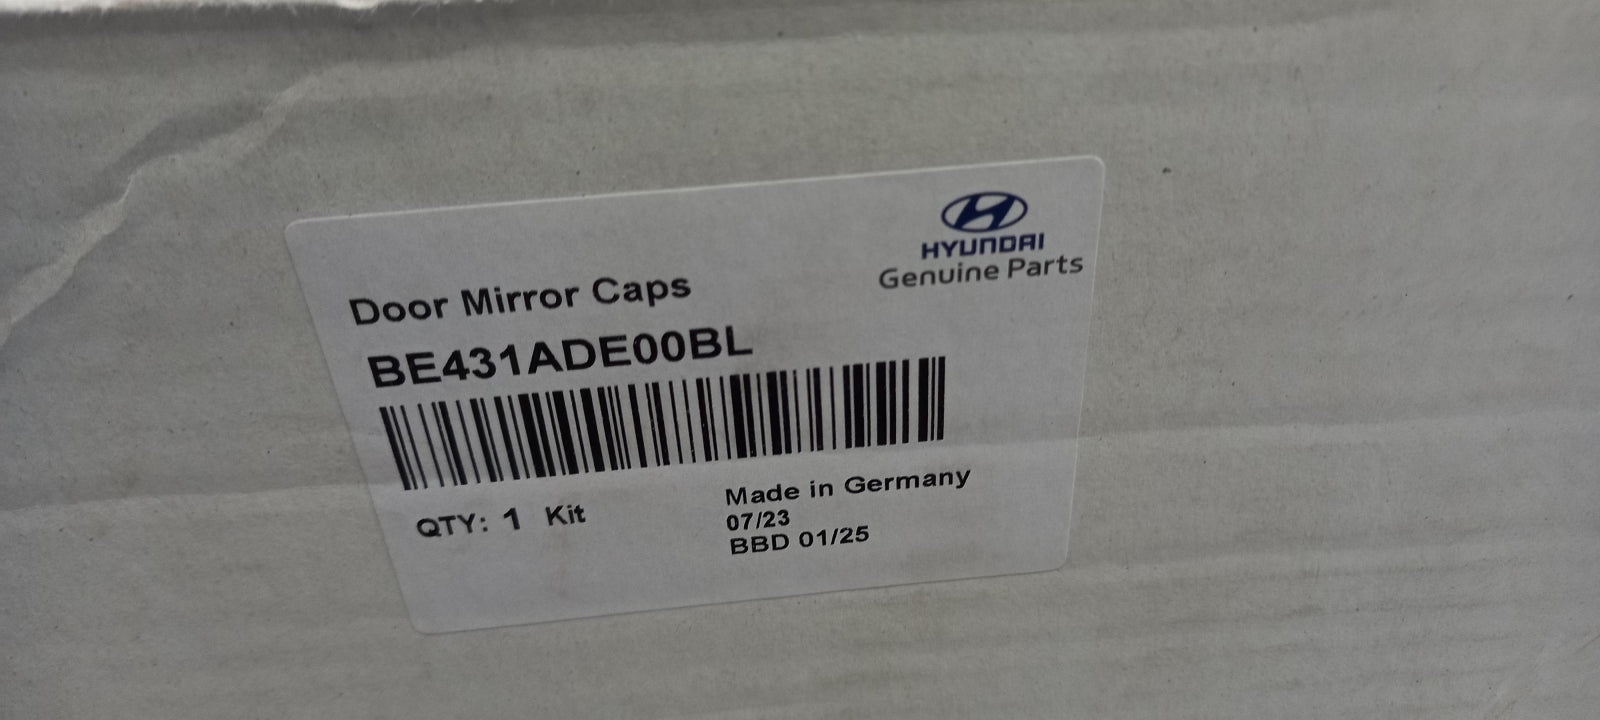 HYUNDAI
Genuine Parts
Door Mirror Caps
BE431ADE00BL
QTY: 1 Kit
Made in Germany
07/23
BBD 01/25